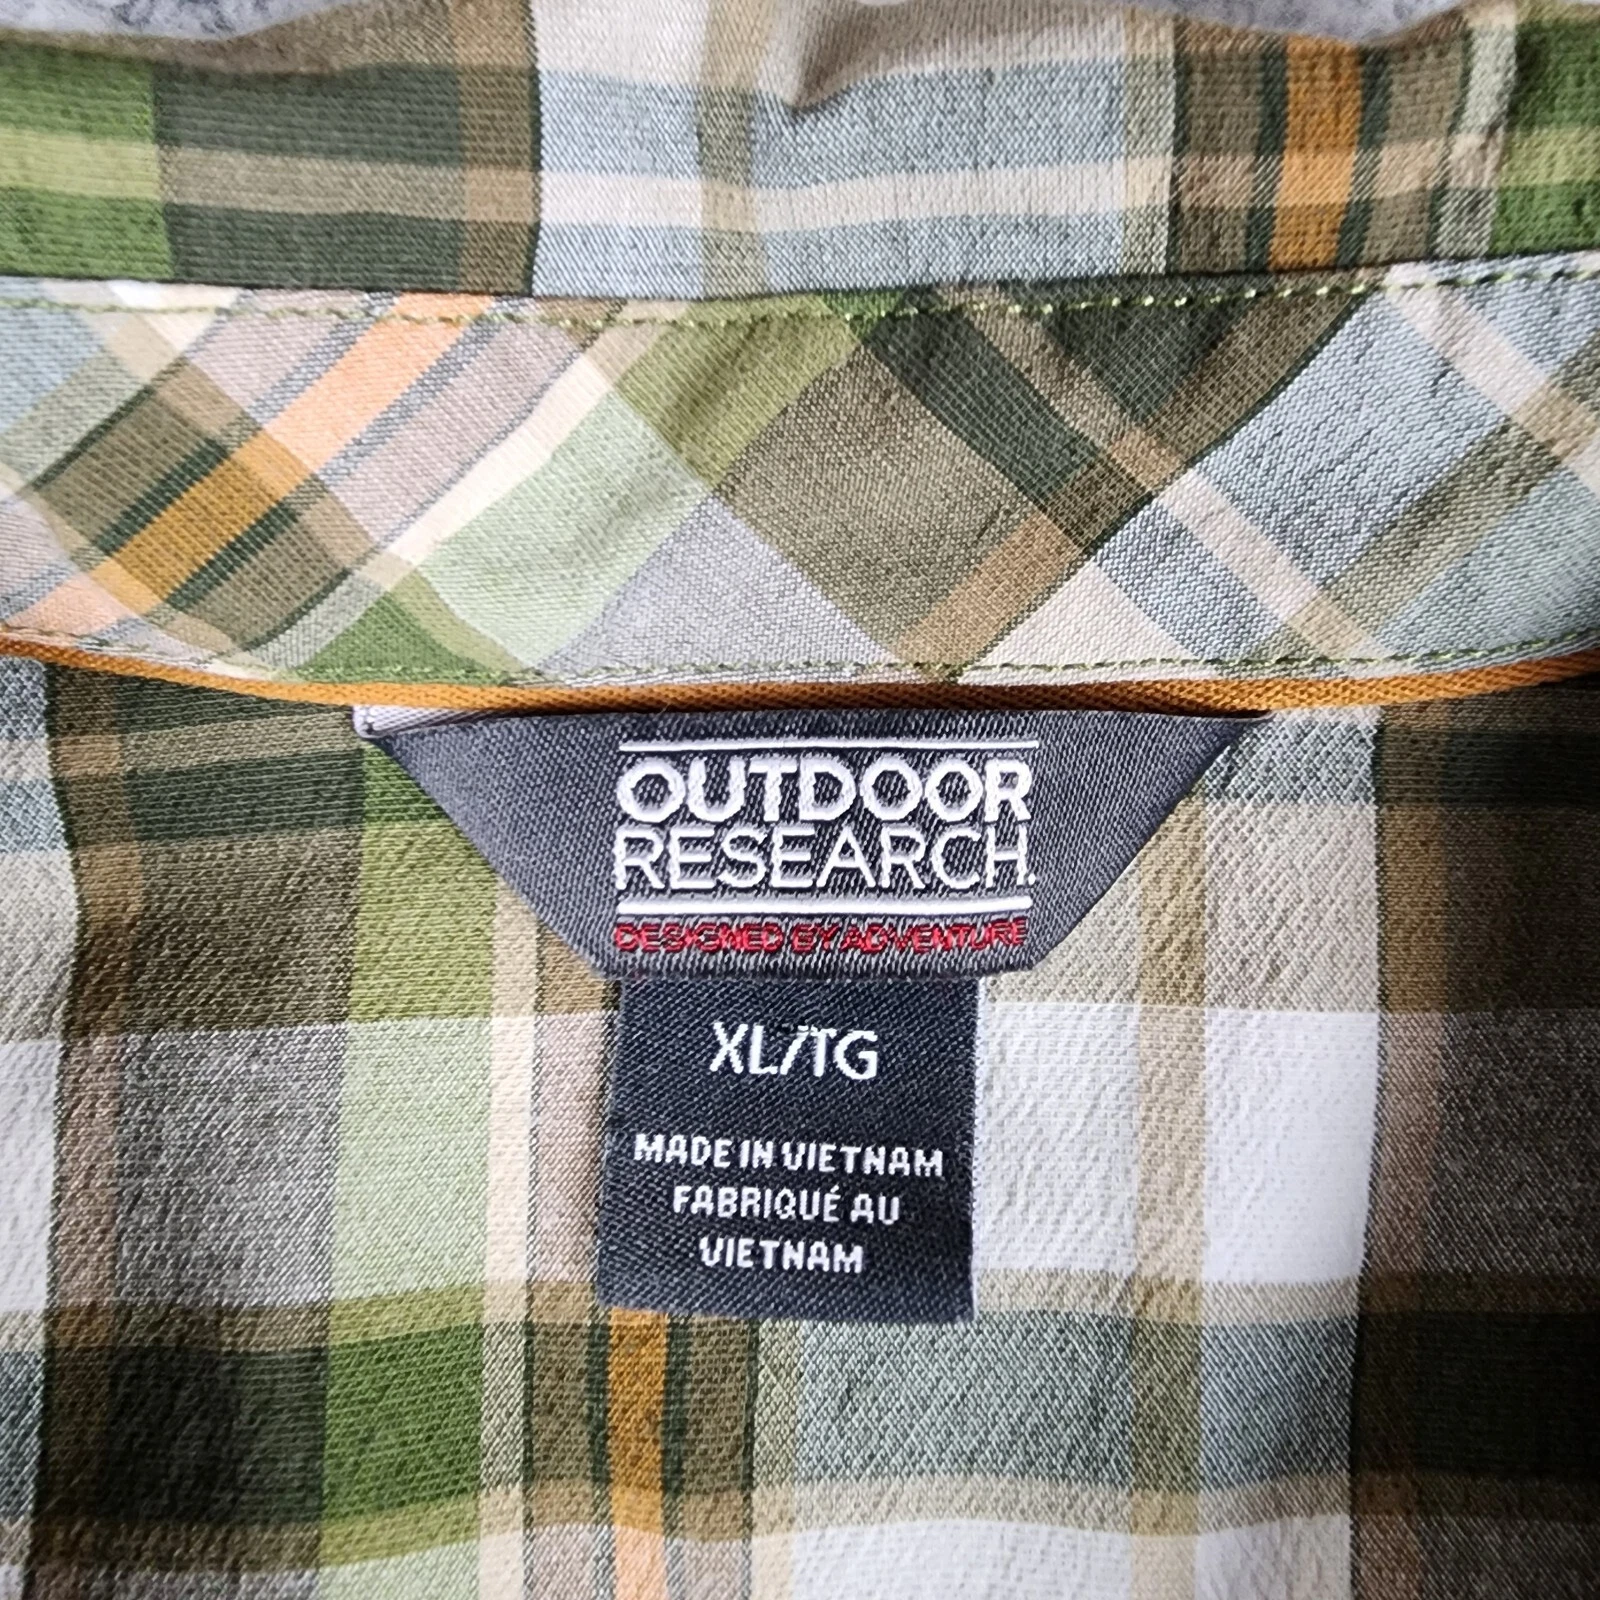 OUTDOOR
RESEARCH.
DESIGNED BY ADVENTURE
XL/TG
MADE IN VIETNAM
FABRIQUÉ AU
VIETNAM